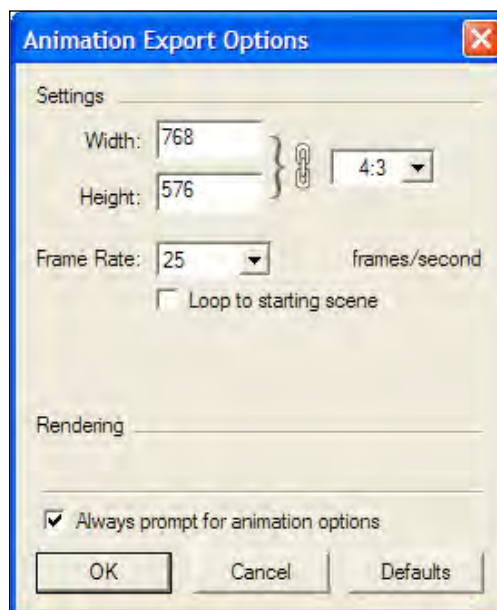 Animation Export Options
Settings
Width: 768
Height: 576
4:3
Frame Rate: 25 frames/second
Loop to starting scene
Rendering
Always prompt for animation options
OK Cancel Defaults